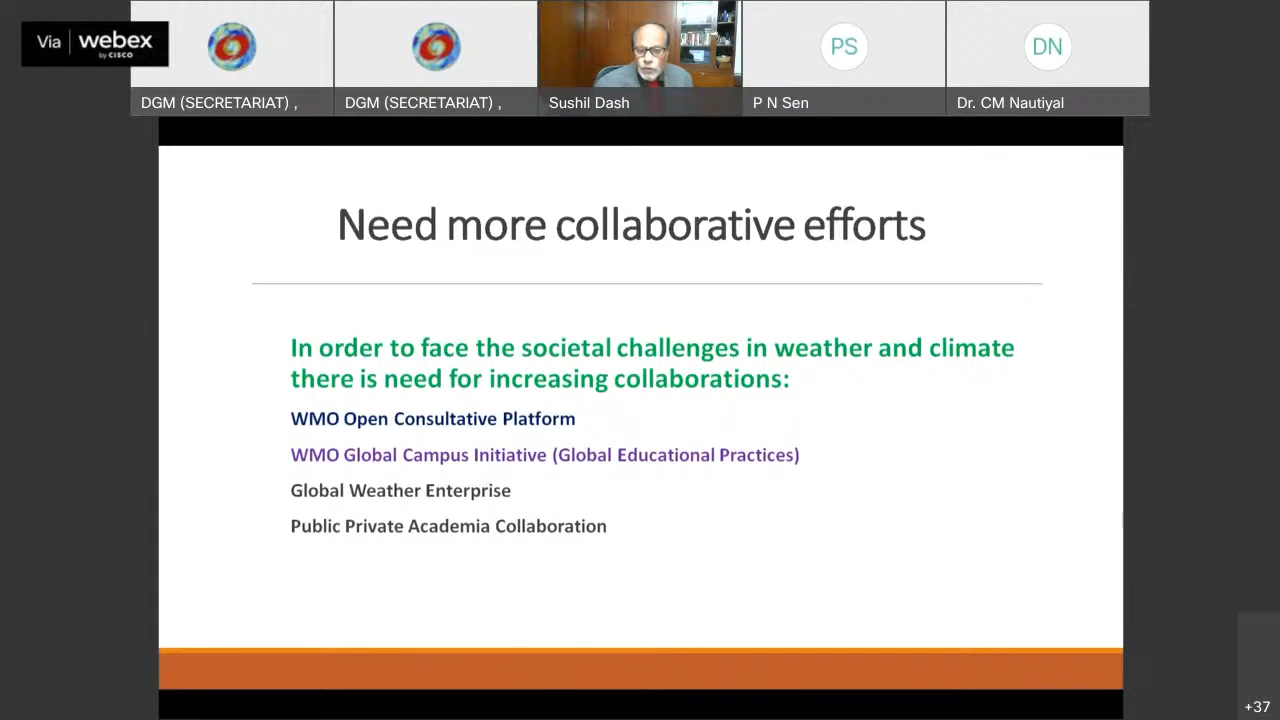 Via webex
by CISCO
PS
DN
DGM (SECRETARIAT) ,
DGM (SECRETARIAT) ,
Sushil Dash
P N Sen
Dr. CM Nautiyal
Need more collaborative efforts
In order to face the societal challenges in weather and climate
there is need for increasing collaborations:
WMO Open Consultative Platform
WMO Global Campus Initiative (Global Educational Practices)
Global Weather Enterprise
Public Private Academia Collaboration
+37